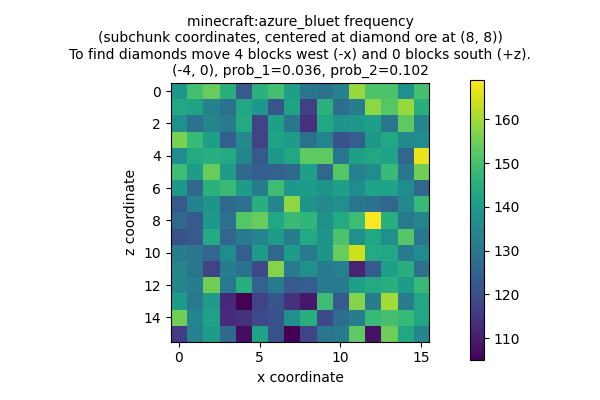 minecraft:azure_bluet frequency
(subchunk coordinates, centered at diamond ore at (8, 8))
To find diamonds move 4 blocks west (-x) and 0 blocks south (+z).
(-4, 0), prob_1=0.036, prob_2=0.102
0
2
4
6
8
10
12
14
z coordinate
0 5 10 15
x coordinate
160
150
140
130
120
110